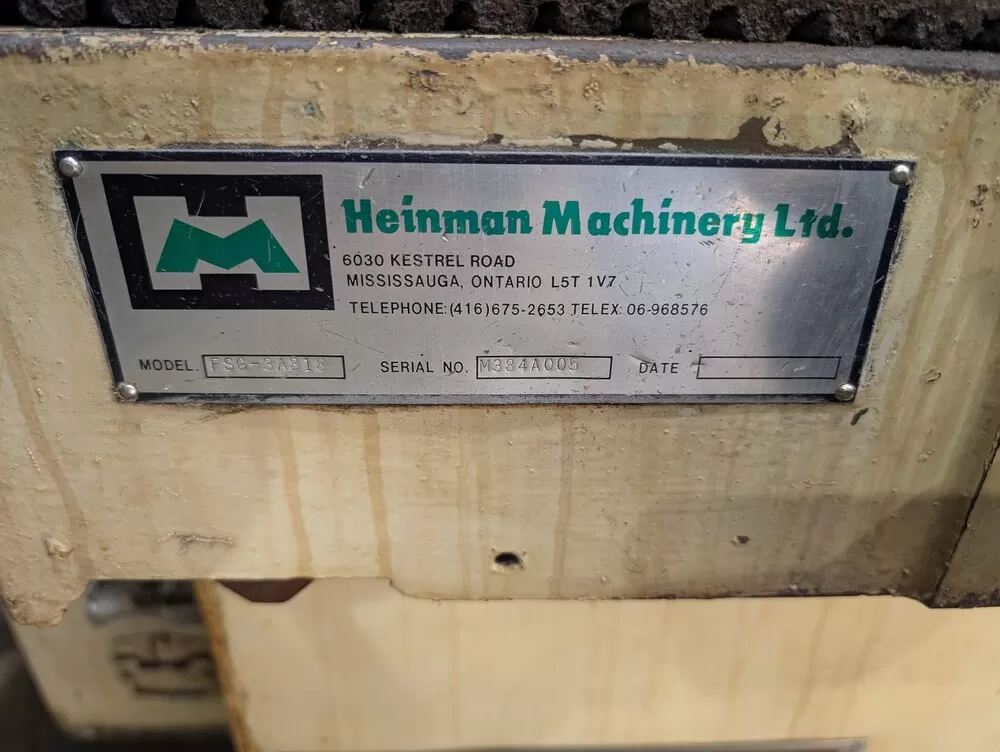 Heinman Machinery Ltd.
6030 KESTREL ROAD
MISSISSAUGA, ONTARIO L5T 1V7
TELEPHONE: (416) 675-2653 TELEX: 06-968576
MODEL. FSG-3A818 SERIAL NO. M384A005 DATE